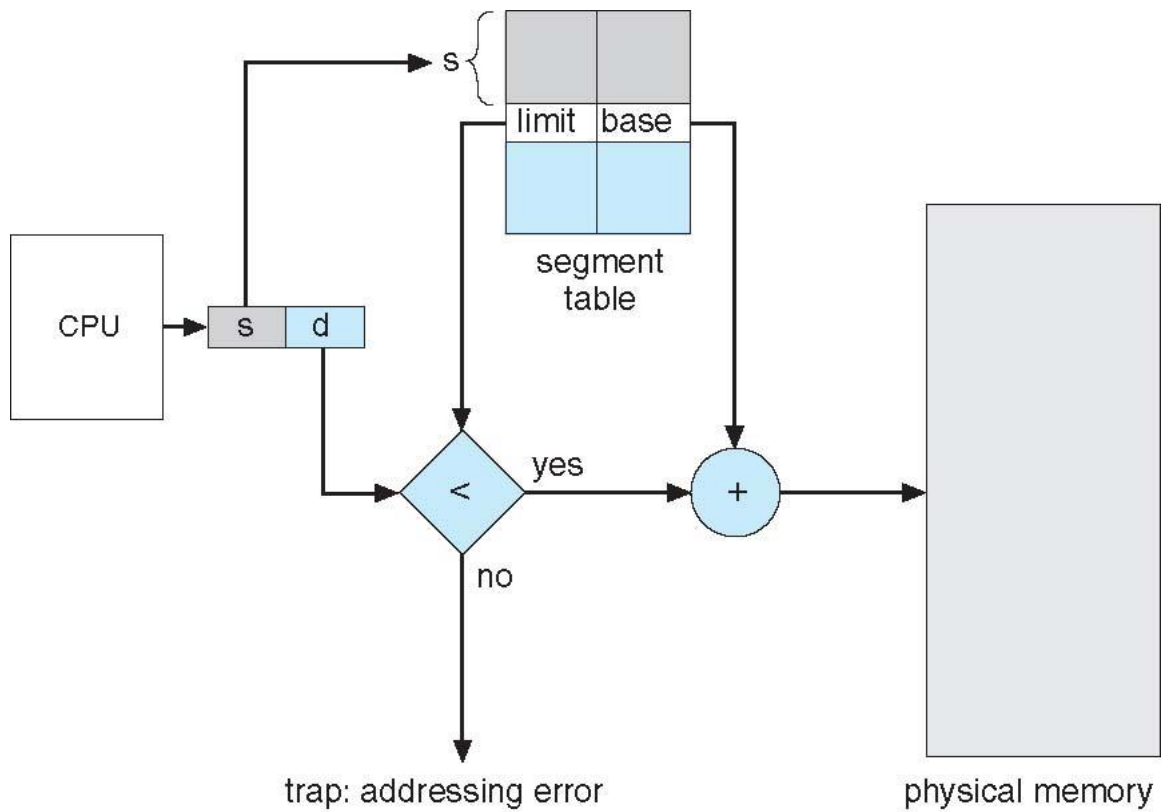 s
limit base
segment
table
CPU
s d
<
yes
+
no
trap: addressing error
physical memory